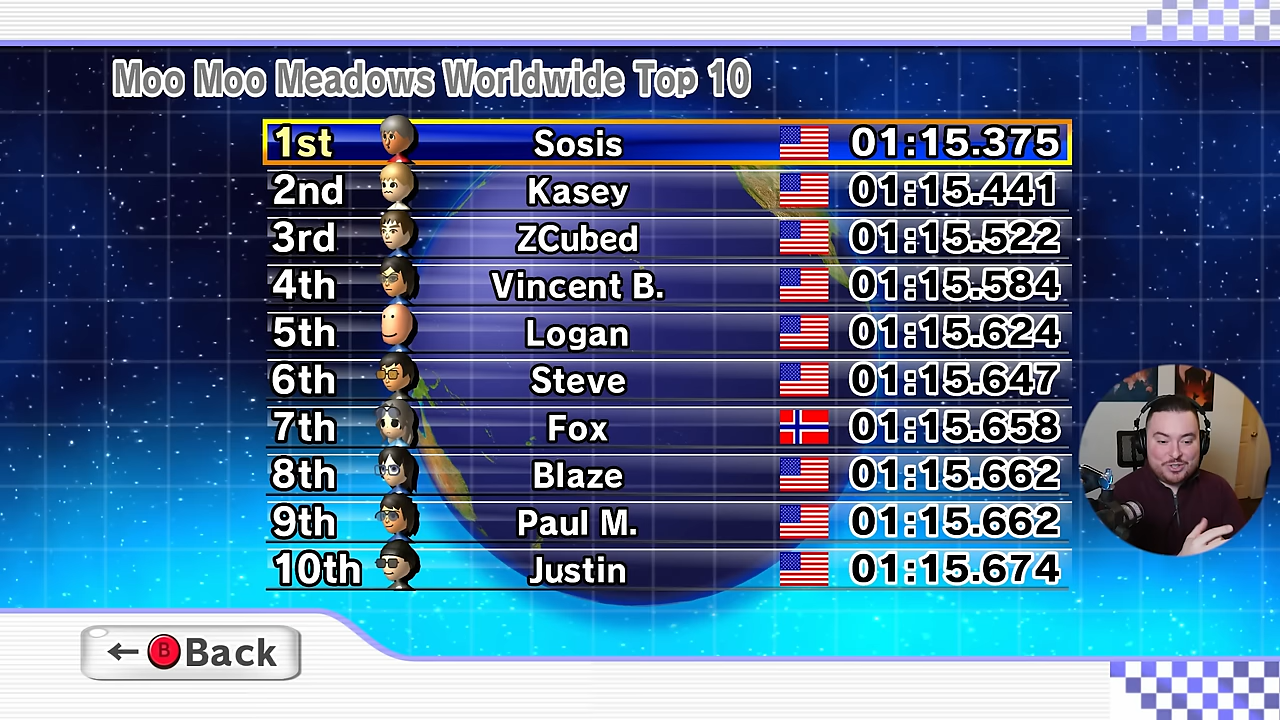 Moo Moo Meadows Worldwide Top 10
1st Sosis 01:15.375
2nd Kasey 01:15.441
3rd ZCubed 01:15.522
4th Vincent B. 01:15.584
5th Logan 01:15.624
6th Steve 01:15.647
7th Fox 01:15.658
8th Blaze 01:15.662
9th Paul M. 01:15.662
10th Justin 01:15.674
← B Back